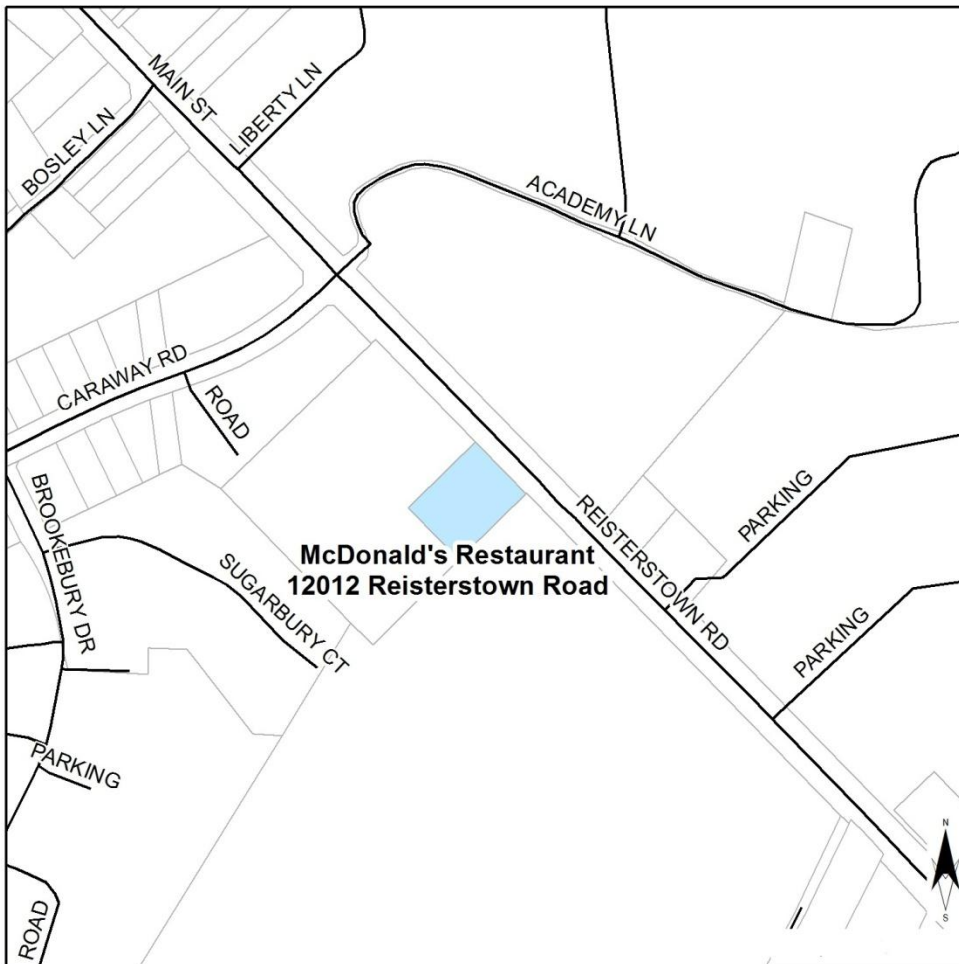 MAIN ST
LIBERTY LN
BOSLEY LN
ACADEMY LN
CARAWAY RD
ROAD
BROOKEBURY DR
SUGARBURY CT
McDonald's Restaurant
12012 Reisterstown Road
REISTERSTOWN RD
PARKING
PARKING
PARKING
ROAD
N
S